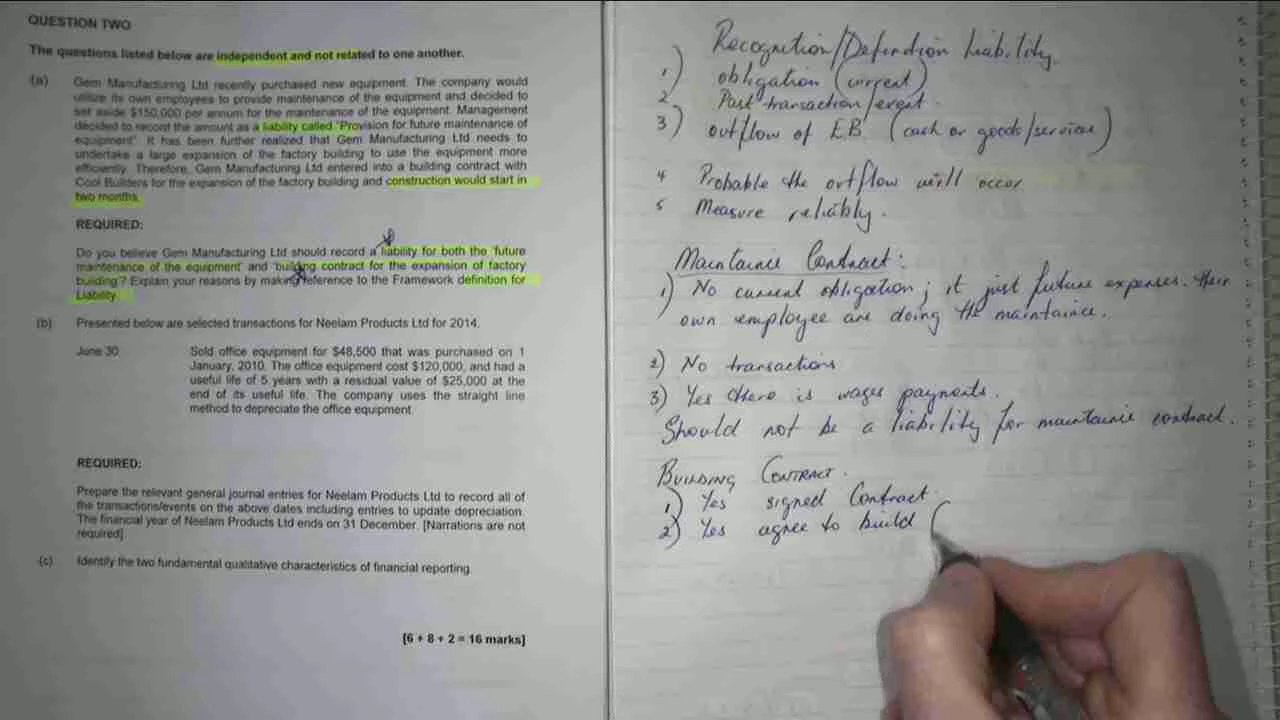 QUESTION TWO
The questions listed below are independent and not related to one another.
(a) Gem Manufacturing Ltd recently purchased new equipment. The company would
utilize its own employees to provide maintenance of the equipment and decided to
set aside $150,000 per annum for the maintenance of the equipment. Management
decided to record the amount as a liability called "Provision for future maintenance of
equipment". It has been further realized that Gem Manufacturing Ltd needs to
undertake a large expansion of the factory building to use the equipment more
efficiently. Therefore, Gem Manufacturing Ltd entered into a building contract with
Cool Builders for the expansion of the factory building and construction would start in
two months.
REQUIRED:
Do you believe Gem Manufacturing Ltd should record a liability for both the 'future
maintenance of the equipment' and 'building contract for the expansion of factory
building'? Explain your reasons by making reference to the Framework definition for
Liability.
(b) Presented below are selected transactions for Neelam Products Ltd for 2014.
June 30 Sold office equipment for $48,500 that was purchased on 1
January, 2010. The office equipment cost $120,000, and had a
useful life of 5 years with a residual value of $25,000 at the
end of its useful life. The company uses the straight line
method to depreciate the office equipment.
REQUIRED:
Prepare the relevant general journal entries for Neelam Products Ltd to record all of
the transactions/events on the above dates including entries to update depreciation.
The financial year of Neelam Products Ltd ends on 31 December. [Narrations are not
required]
(c) Identify the two fundamental qualitative characteristics of financial reporting.
[6 + 8 + 2 = 16 marks]
Recognition/Defenition Liability.
1) obligation (current)
2 Past transaction/event.
3) outflow of E.B. (cash or goods/services)
4 Probable the outflow will occur
5 Measure reliably.
Maintaince Contract:
1) No current obligation; it just future expenses. their
own employee are doing the maintaince.
2) No transactions
3) Yes there is wages payments.
Should not be a liability for maintainie contract.
BUILDING CONTRACT.
1) Yes signed Contract.
2) Yes agree to build (